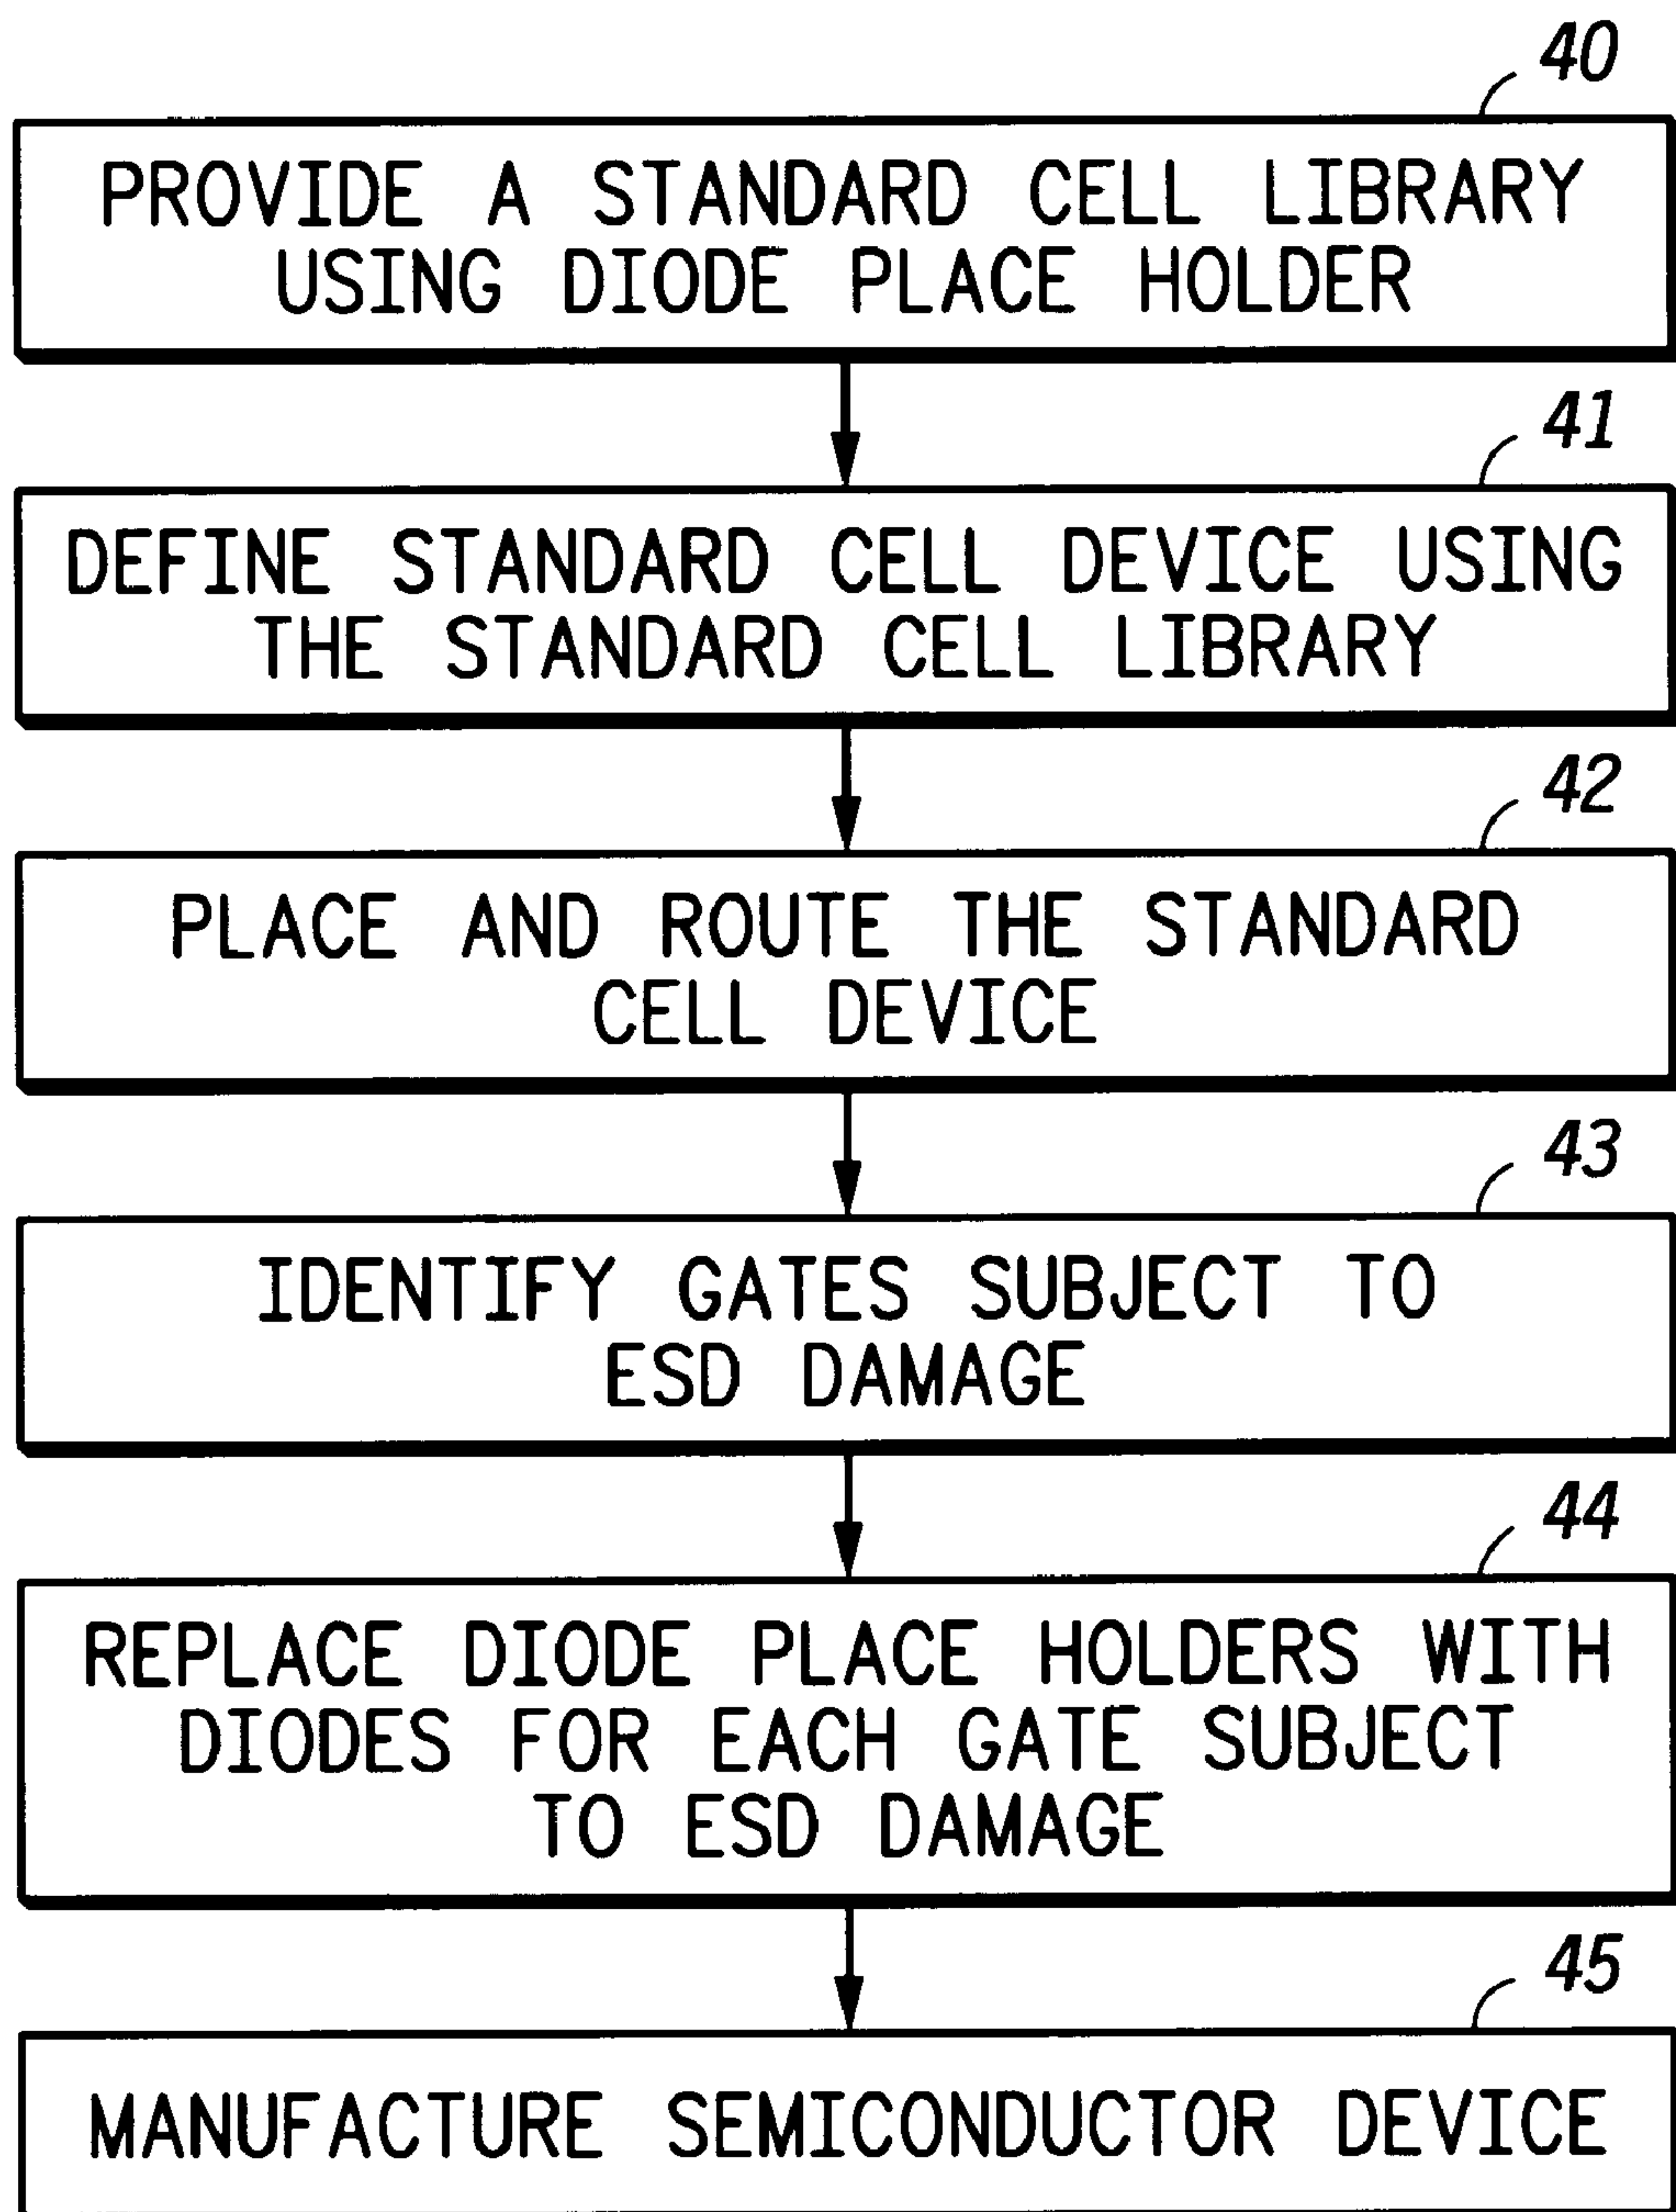 40
PROVIDE A STANDARD CELL LIBRARY
USING DIODE PLACE HOLDER
41
DEFINE STANDARD CELL DEVICE USING
THE STANDARD CELL LIBRARY
42
PLACE AND ROUTE THE STANDARD
CELL DEVICE
43
IDENTIFY GATES SUBJECT TO
ESD DAMAGE
44
REPLACE DIODE PLACE HOLDERS WITH
DIODES FOR EACH GATE SUBJECT
TO ESD DAMAGE
45
MANUFACTURE SEMICONDUCTOR DEVICE